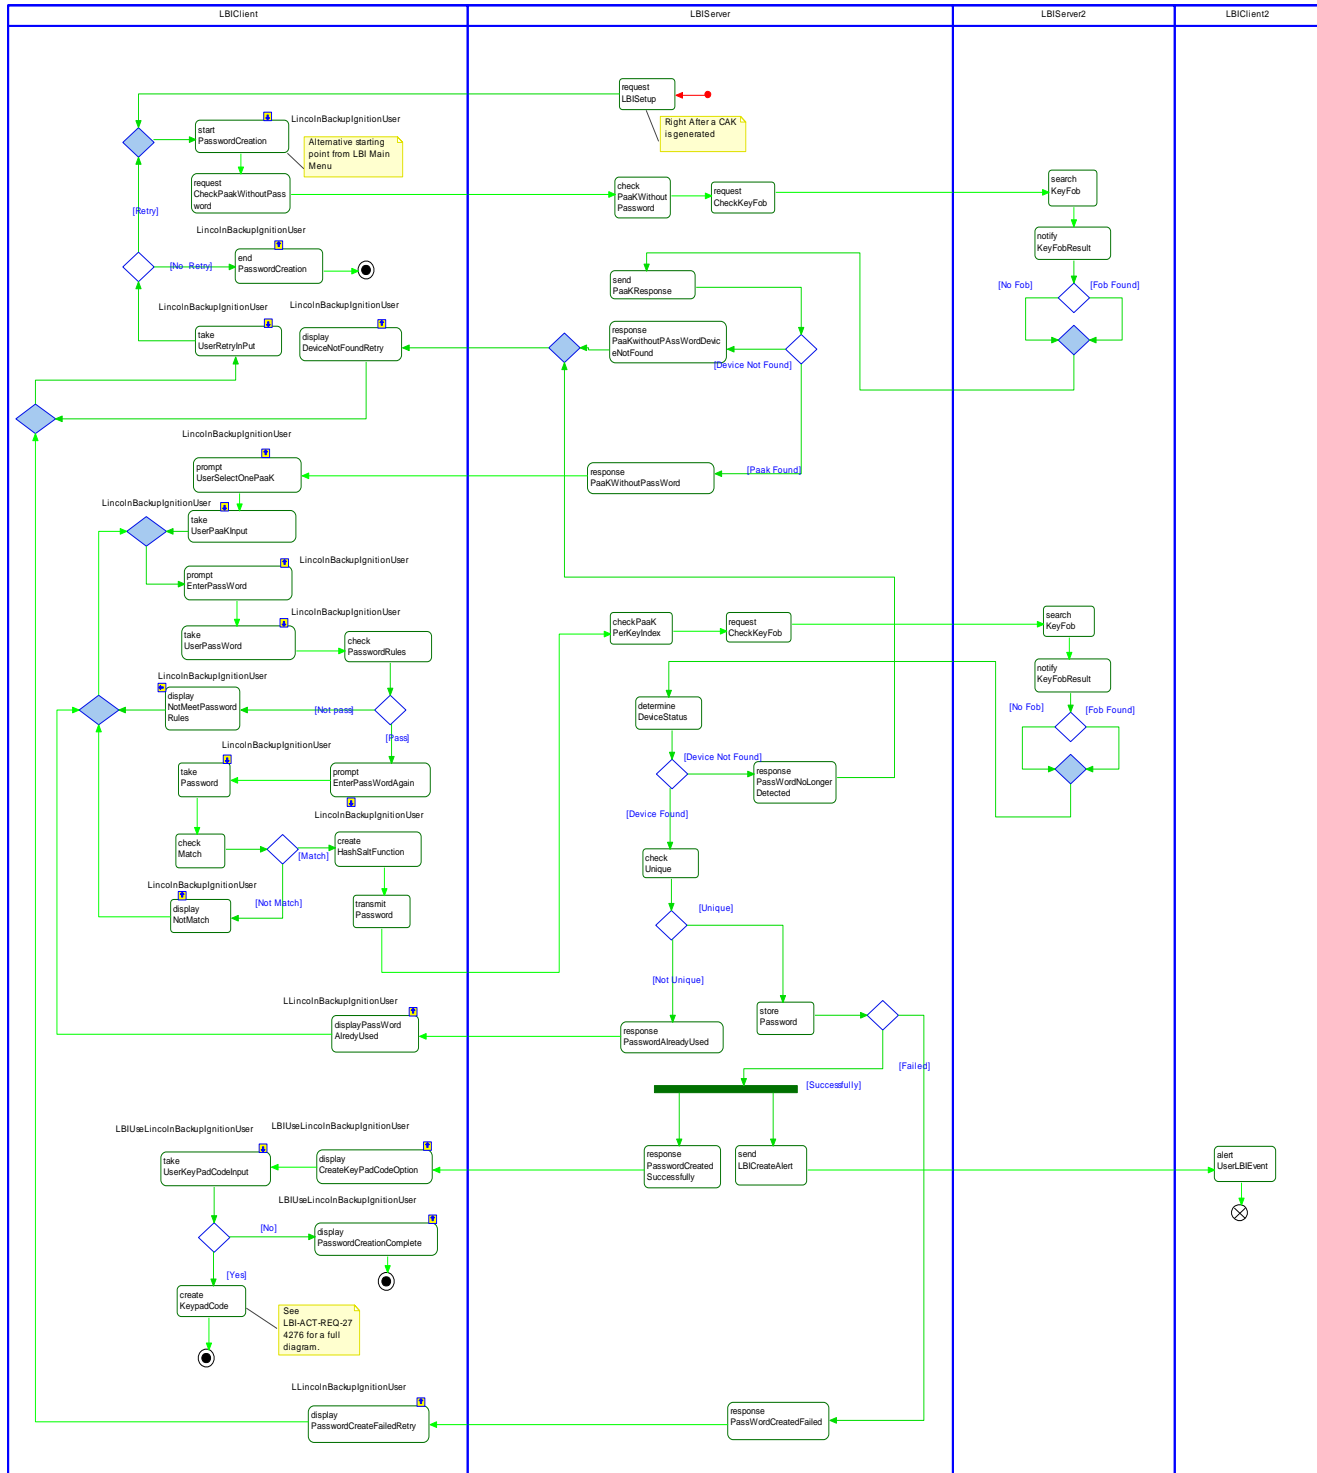 LBIClient
LBIServer
LBIServer2
LBIClient2
request
LBISetup
Right After a CAK
is generated
LincolnBackupIgnitionUser
start
PasswordCreation
Alternative starting
point from LBI Main
Menu
request
CheckPaakWithoutPass
word
check
PaaKWithout
Password
request
CheckKeyFob
search
KeyFob
[Retry]
LincolnBackupIgnitionUser
notify
KeyFobResult
end
PasswordCreation
[No  Retry]
send
PaaKResponse
[No Fob]
[Fob Found]
LincolnBackupIgnitionUser
LincolnBackupIgnitionUser
take
UserRetryInPut
display
DeviceNotFoundRetry
response
PaaKwithoutPAssWordDevic
eNotFound
[Device Not Found]
LincolnBackupIgnitionUser
prompt
UserSelectOnePaaK
response
PaaKWithoutPassWord
[Paak Found]
LincolnBackupIgnitionUser
take
UserPaaKInput
LincolnBackupIgnitionUser
prompt
EnterPassWord
LincolnBackupIgnitionUser
take
UserPassWord
check
PasswordRules
checkPaaK
PerKeyIndex
request
CheckKeyFob
search
KeyFob
notify
KeyFobResult
LincolnBackupIgnitionUser
display
NotMeetPassword
Rules
[Not pass]
determine
DeviceStatus
[No Fob]
[Fob Found]
[Pass]
LincolnBackupIgnitionUser
take
Password
prompt
EnterPassWordAgain
[Device Not Found]
response
PassWordNoLonger
Detected
LincolnBackupIgnitionUser
[Device Found]
check
Match
[Match]
create
HashSaltFunction
check
Unique
LincolnBackupIgnitionUser
display
NotMatch
[Not Match]
transmit
Password
[Unique]
[Not Unique]
LLincolnBackupIgnitionUser
displayPassWord
AlredyUsed
response
PasswordAlreadyUsed
store
Password
[Failed]
[Successfully]
LBIUseLincolnBackupIgnitionUser
LBIUseLincolnBackupIgnitionUser
take
UserKeyPadCodeInput
display
CreateKeyPadCodeOption
response
PasswordCreated
Successfully
send
LBICreateAlert
alert
UserLBIEvent
LBIUseLincolnBackupIgnitionUser
[No]
display
PasswordCreationComplete
[Yes]
create
KeypadCode
See
LBI-ACT-REQ-27
4276 for a full
diagram.
LLincolnBackupIgnitionUser
display
PasswordCreateFailedRetry
response
PassWordCreatedFailed